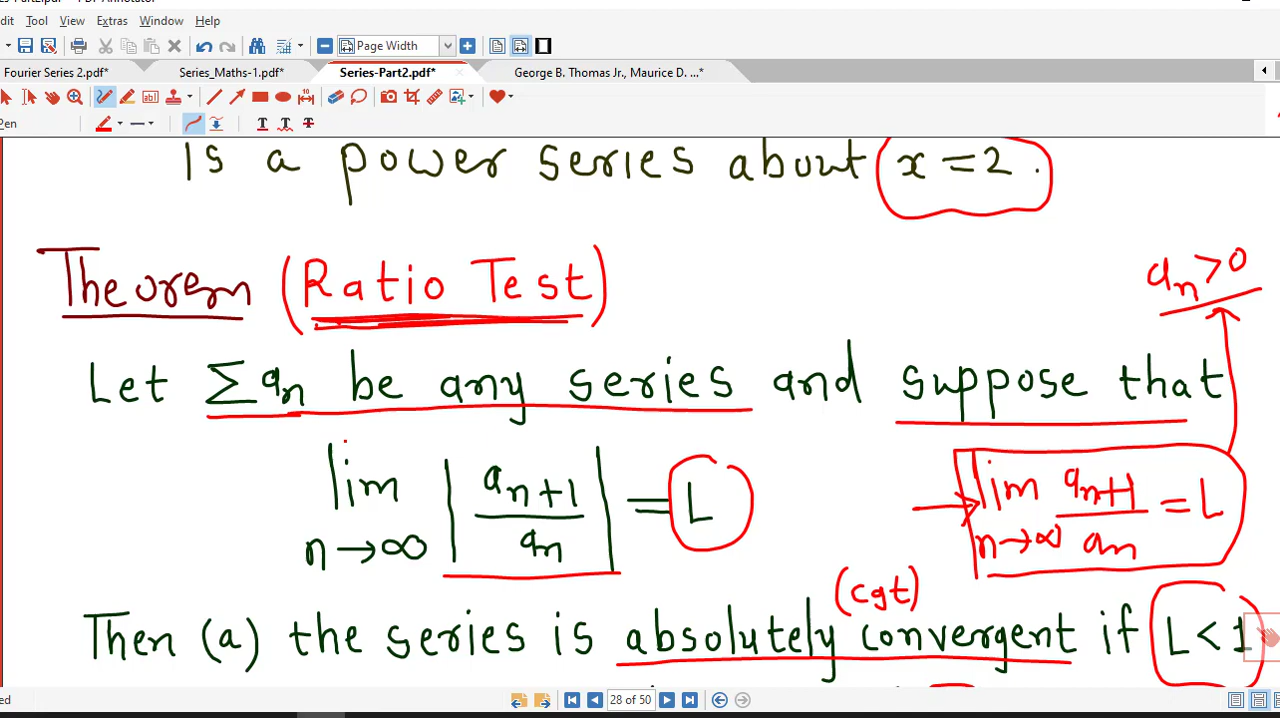 dit Tool View Extras Window Help
Page Width
Fourier Series 2.pdf* Series_Maths-1.pdf* Series-Part2.pdf* George B. Thomas Jr., Maurice D. ...*
Pen
Is a power series about x = 2.
Theorem (Ratio Test)
an > 0
Let Σ an be any series and suppose that
lim n→∞ | an+1 / an | = L
lim n→∞ an+1 / an = L
(cgt)
Then (a) the series is absolutely convergent if L < 1
28 of 50